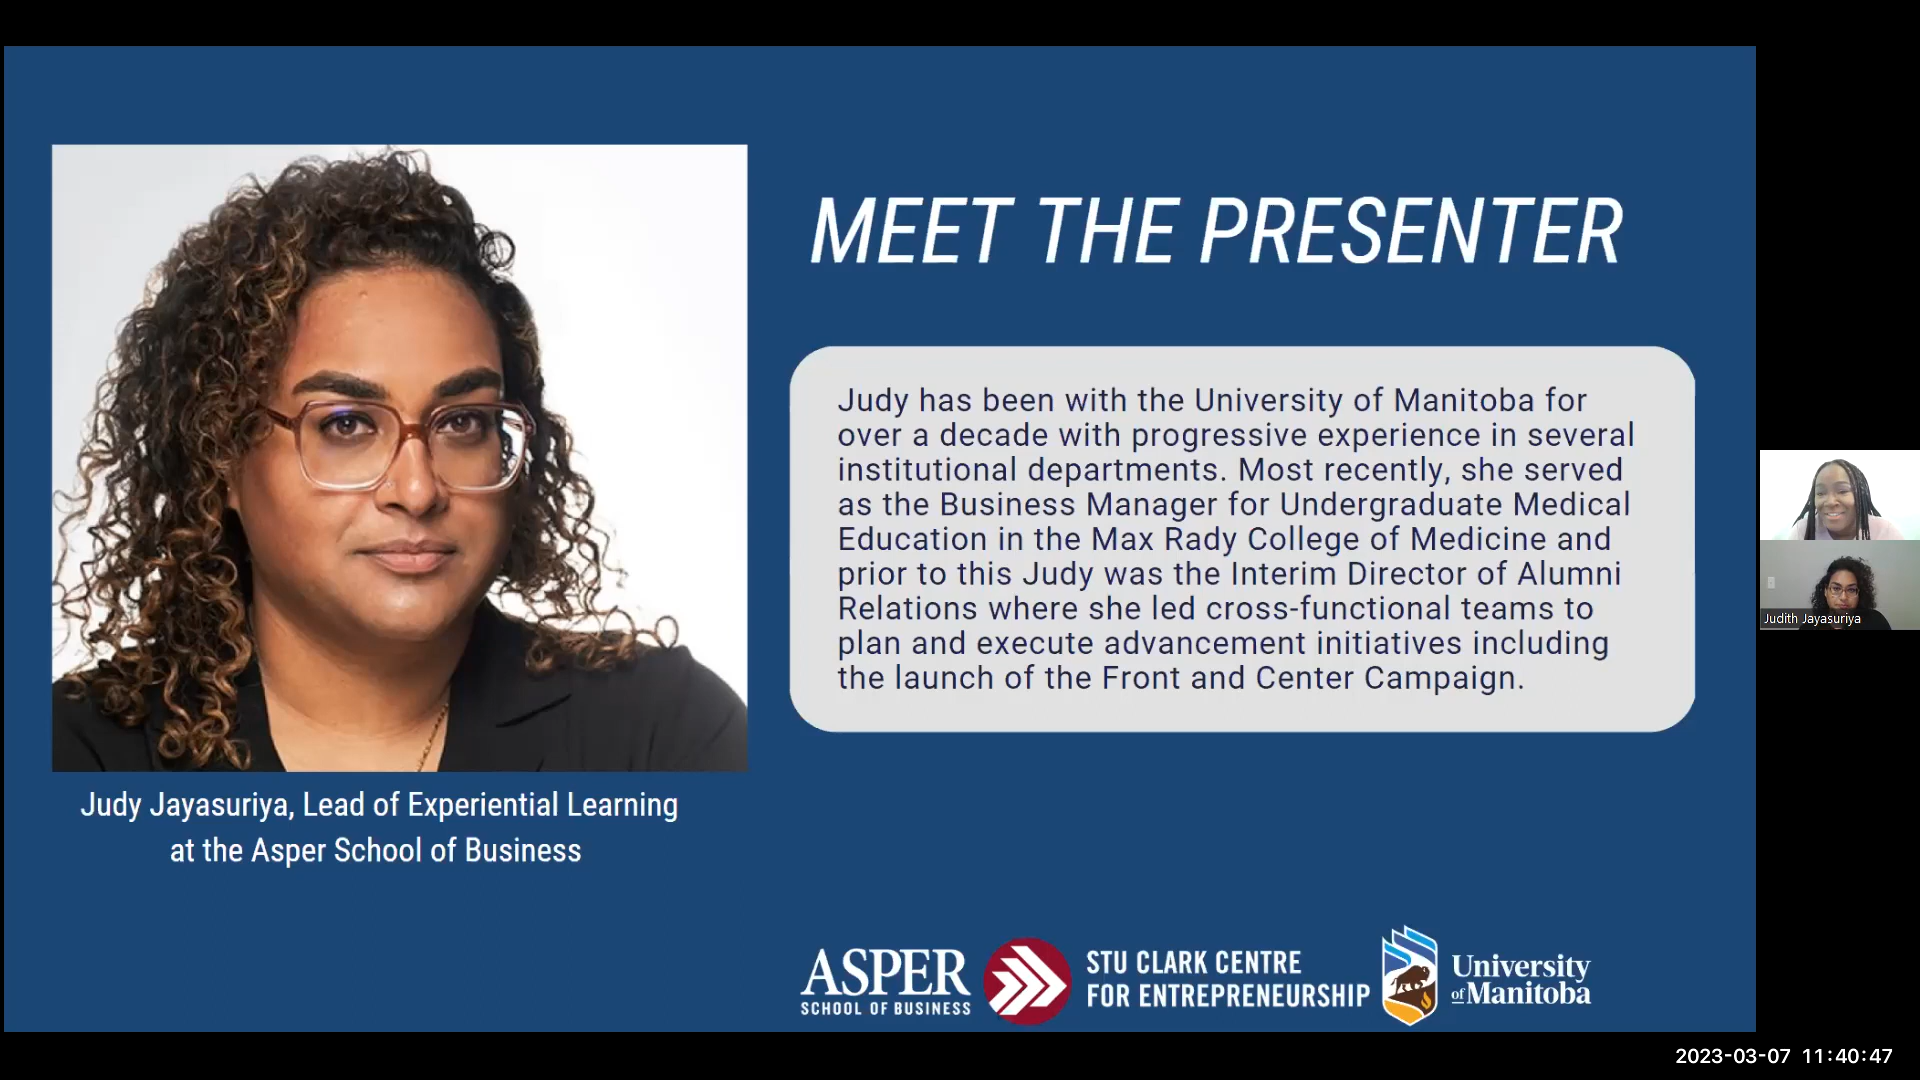 MEET THE PRESENTER
Judy has been with the University of Manitoba for
over a decade with progressive experience in several
institutional departments. Most recently, she served
as the Business Manager for Undergraduate Medical
Education in the Max Rady College of Medicine and
prior to this Judy was the Interim Director of Alumni
Relations where she led cross-functional teams to
plan and execute advancement initiatives including
the launch of the Front and Center Campaign.
Judy Jayasuriya, Lead of Experiential Learning
at the Asper School of Business
ASPER
SCHOOL OF BUSINESS
STU CLARK CENTRE
FOR ENTREPRENEURSHIP
University
of Manitoba
Judith Jayasuriya
2023-03-07 11:40:47